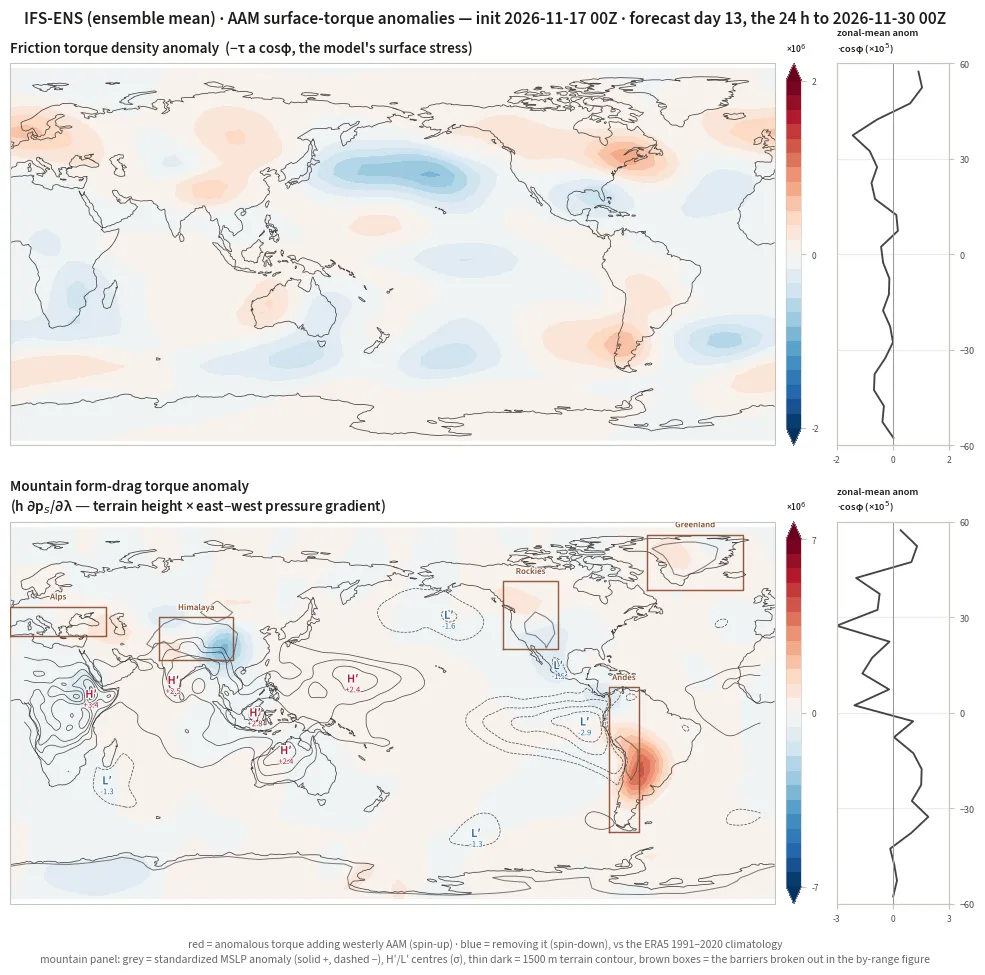 IFS-ENS (ensemble mean) · AAM surface-torque anomalies — init 2026-11-17 00Z · forecast day 13, the 24 h to 2026-11-30 00Z
Friction torque density anomaly (−τ a cosϕ, the model's surface stress)
×10⁶
zonal-mean anom
·cosϕ (×10⁵)
2
0
-2
60
30
0
−30
−60
-2
0
2
Mountain form-drag torque anomaly
(h ∂pₛ/∂λ — terrain height × east–west pressure gradient)
×10⁶
zonal-mean anom
·cosϕ (×10⁵)
Greenland
Rockies
Alps
Himalaya
Andes
L'
-1.6
L'
-1.5
H'
+2.5
H'
+2.4
H'
+3.4
H'
L'
-2.9
H'
+2.4
L'
-1.3
L'
-1.3
7
0
-7
60
30
0
−30
−60
-3
0
3
red = anomalous torque adding westerly AAM (spin-up) · blue = removing it (spin-down), vs the ERA5 1991–2020 climatology
mountain panel: grey = standardized MSLP anomaly (solid +, dashed −), H'/L' centres (σ), thin dark = 1500 m terrain contour, brown boxes = the barriers broken out in the by-range figure